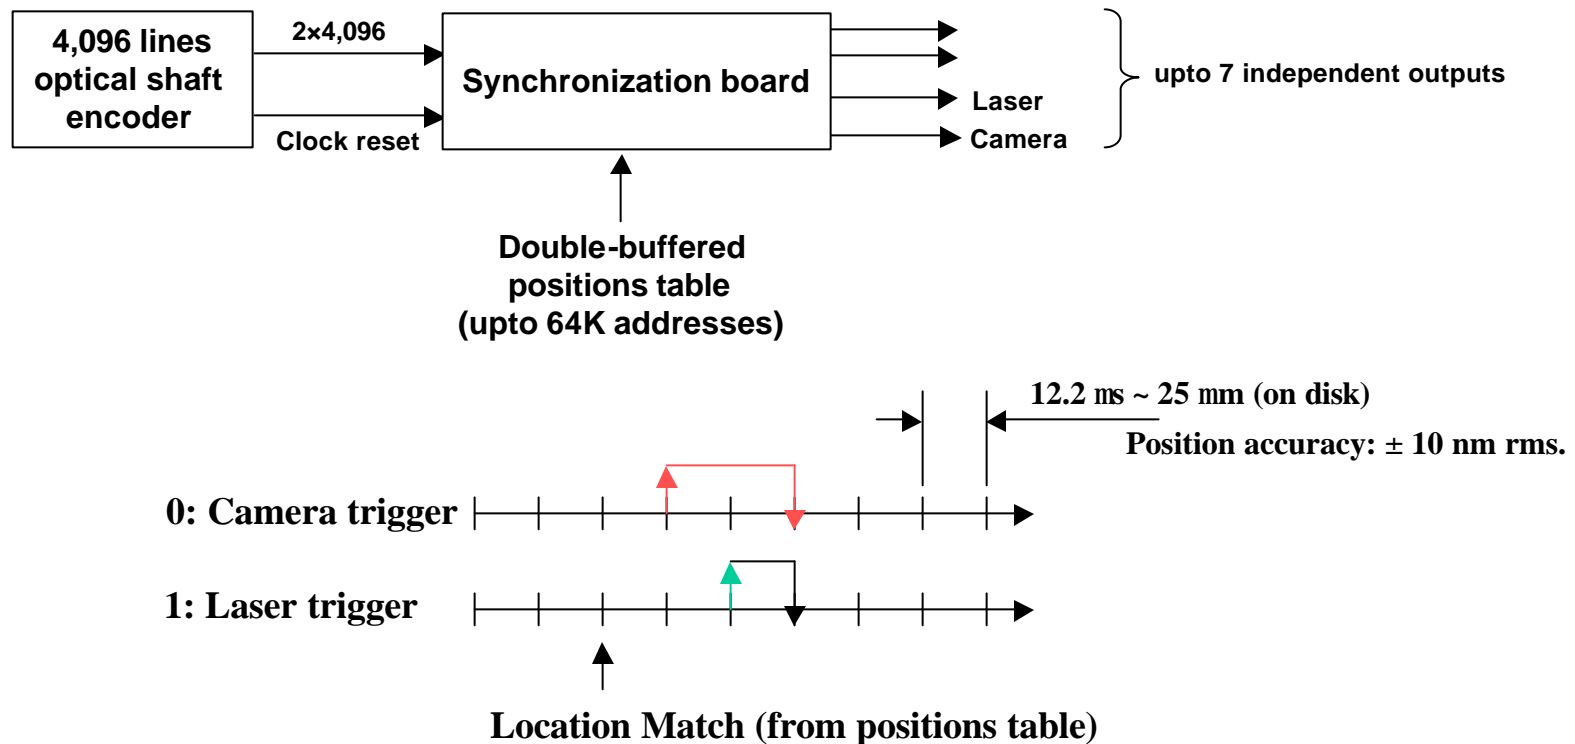 4,096 lines
optical shaft
encoder
2×4,096
Clock reset
Synchronization board
Laser
Camera
upto 7 independent outputs
Double-buffered
positions table
(upto 64K addresses)
12.2 ms ~ 25 mm (on disk)
Position accuracy: ± 10 nm rms.
0: Camera trigger
1: Laser trigger
Location Match (from positions table)